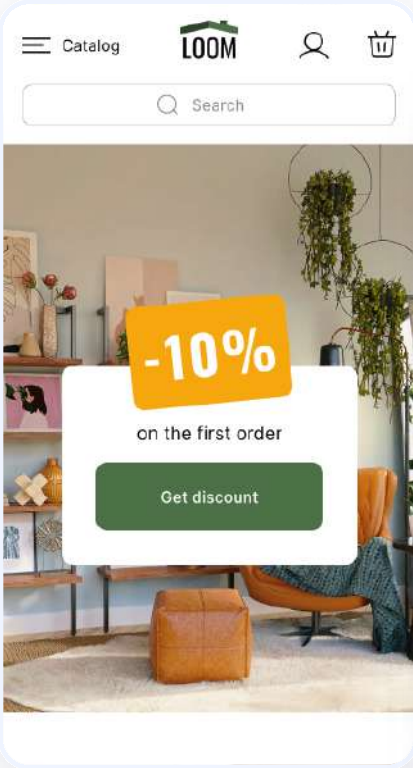 Catalog
LOOM
Search
-10%
on the first order
Get discount